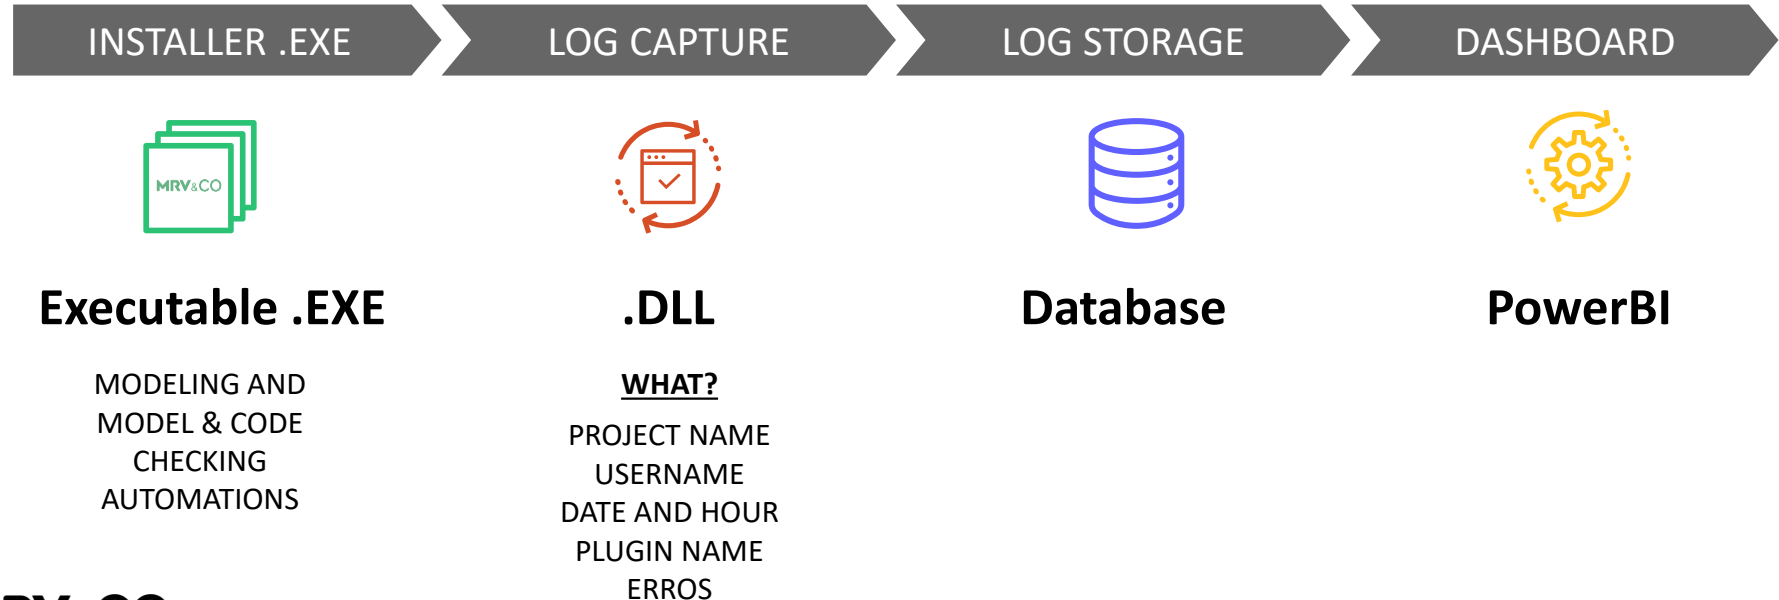 INSTALLER .EXE
LOG CAPTURE
LOG STORAGE
DASHBOARD
MRV&CO
Executable .EXE
.DLL
Database
PowerBI
MODELING AND
MODEL & CODE
CHECKING
AUTOMATIONS
WHAT?
PROJECT NAME
USERNAME
DATE AND HOUR
PLUGIN NAME
ERROS